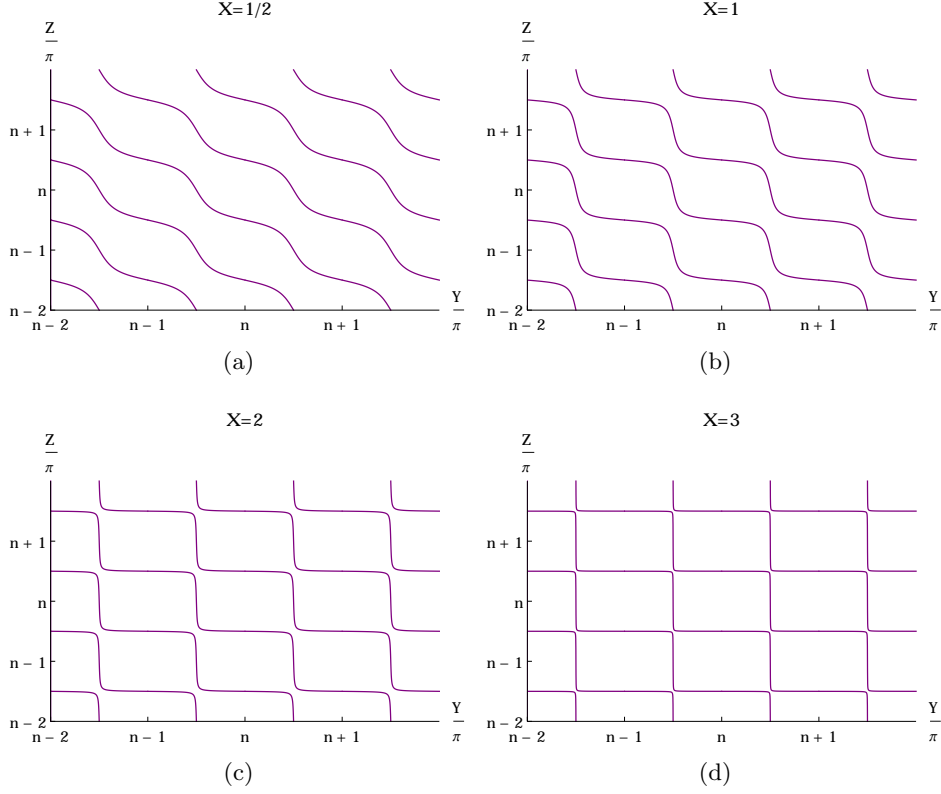 X=1/2
Z
π
n + 1
n
n − 1
n − 2
n − 2 n − 1 n n + 1
Y
π
(a)
X=1
Z
π
n + 1
n
n − 1
n − 2
n − 2 n − 1 n n + 1
Y
π
(b)
X=2
Z
π
n + 1
n
n − 1
n − 2
n − 2 n − 1 n n + 1
Y
π
(c)
X=3
Z
π
n + 1
n
n − 1
n − 2
n − 2 n − 1 n n + 1
Y
π
(d)